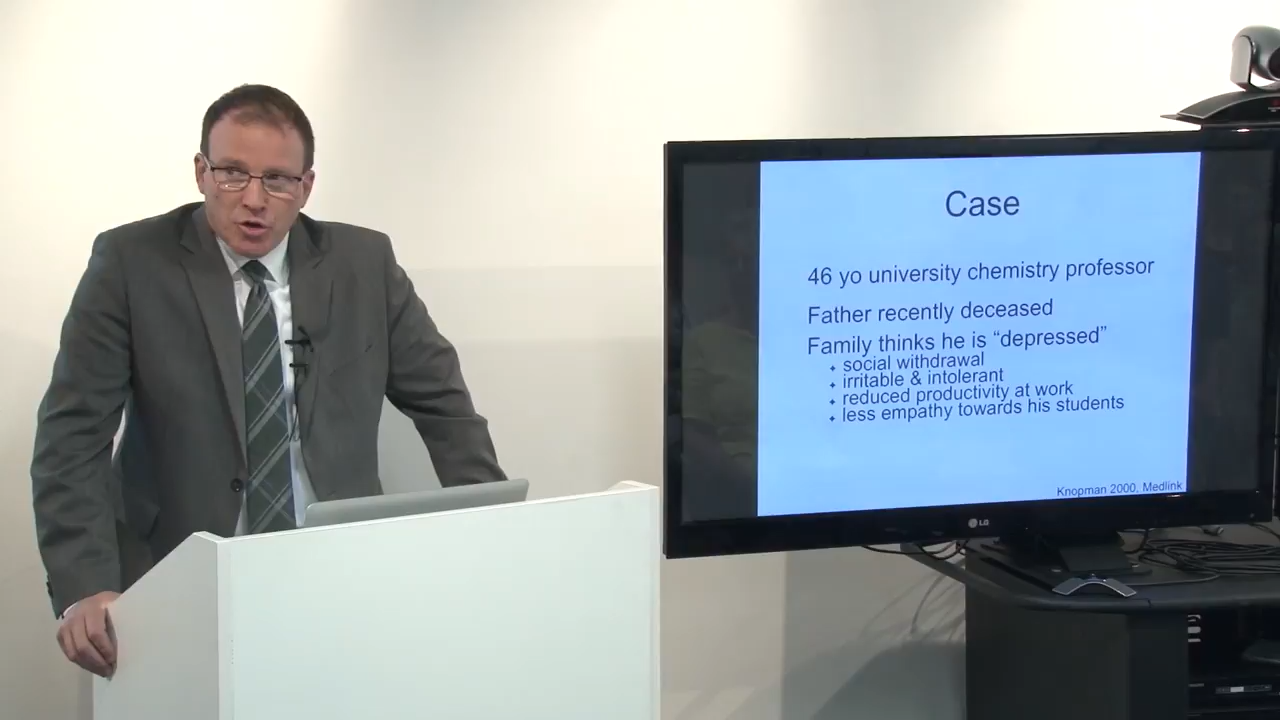 Case
46 yo university chemistry professor
Father recently deceased
Family thinks he is “depressed”
social withdrawal
irritable & intolerant
reduced productivity at work
less empathy towards his students
Knopman 2000, Medlink
LG